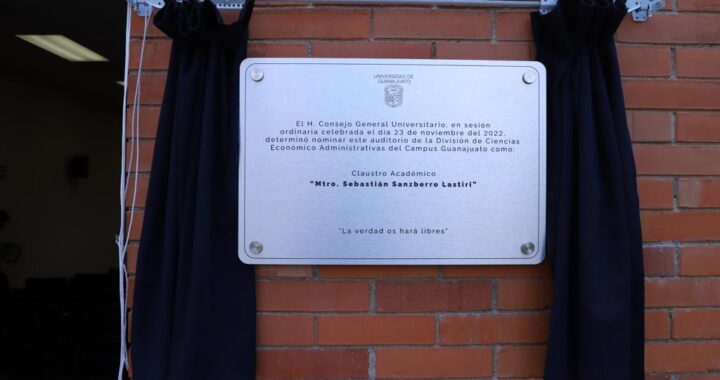 UNIVERSIDAD DE
GUANAJUATO
El H. Consejo General Universitario, en sesión
ordinaria celebrada el día 23 de noviembre del 2022,
determinó nominar este auditorio de la División de Ciencias
Económico Administrativas del Campus Guanajuato como:
Claustro Académico
"Mtro. Sebastián Sanzberro Lastiri"
"La verdad os hará libres"